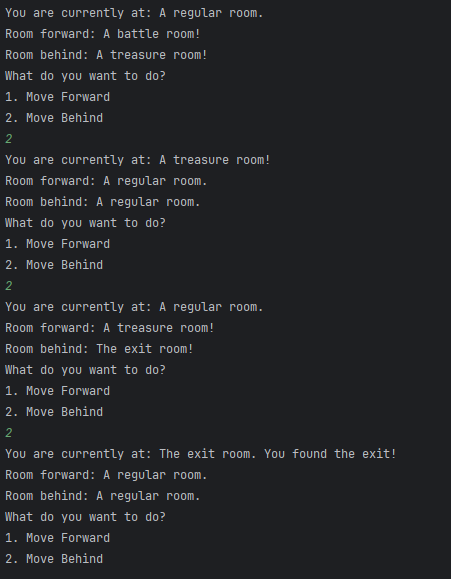 You are currently at: A regular room.
Room forward: A battle room!
Room behind: A treasure room!
What do you want to do?
1. Move Forward
2. Move Behind
2
You are currently at: A treasure room!
Room forward: A regular room.
Room behind: A regular room.
What do you want to do?
1. Move Forward
2. Move Behind
2
You are currently at: A regular room.
Room forward: A treasure room!
Room behind: The exit room!
What do you want to do?
1. Move Forward
2. Move Behind
2
You are currently at: The exit room. You found the exit!
Room forward: A regular room.
Room behind: A regular room.
What do you want to do?
1. Move Forward
2. Move Behind